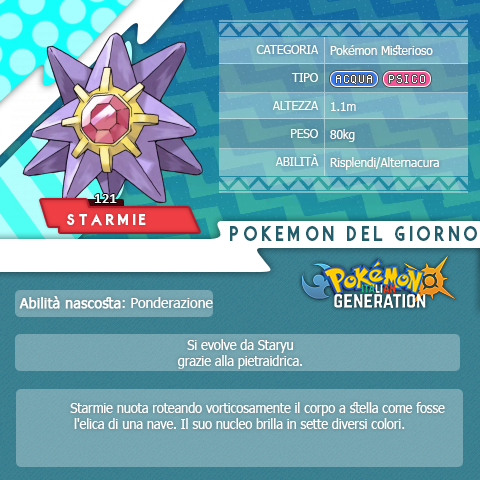 CATEGORIA Pokémon Misterioso
TIPO ACQUA PSICO
ALTEZZA 1.1m
PESO 80kg
ABILITÀ Risplendi/Alternacura
121
STARMIE
POKEMON DEL GIORNO
Pokémon
ITALIAN
GENERATION
Abilità nascosta: Ponderazione
Si evolve da Staryu
grazie alla pietraidrica.
Starmie nuota roteando vorticosamente il corpo a stella come fosse
l'elica di una nave. Il suo nucleo brilla in sette diversi colori.